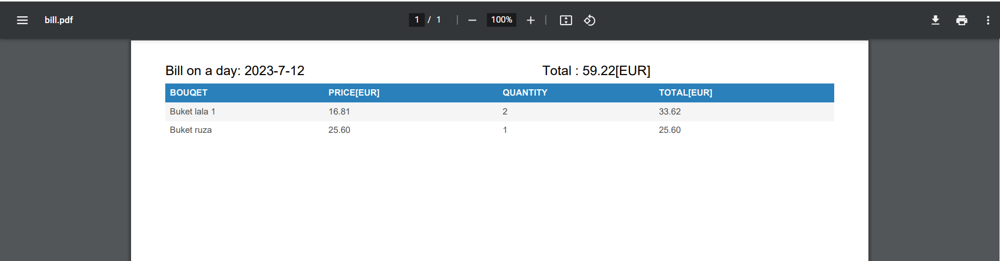 bill.pdf 1 / 1 100%
Bill on a day: 2023-7-12 Total : 59.22[EUR]
BOUQET PRICE[EUR] QUANTITY TOTAL[EUR]
Buket lala 1 16.81 2 33.62
Buket ruza 25.60 1 25.60